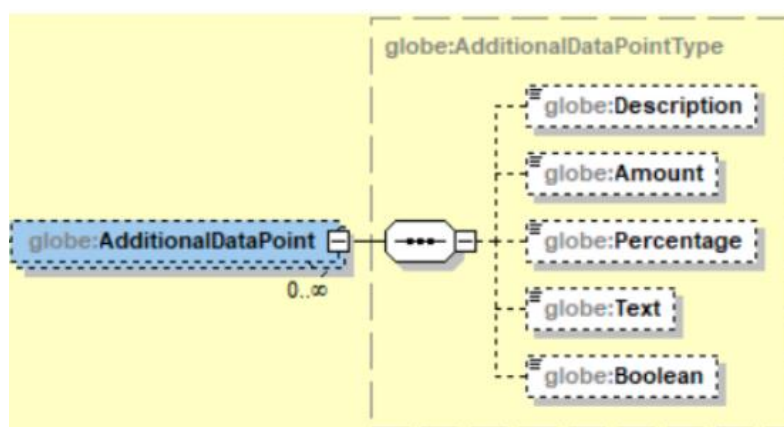 globe:AdditionalDataPointType
globe:Description
globe:Amount
globe:AdditionalDataPoint
0..∞
globe:Percentage
globe:Text
globe:Boolean